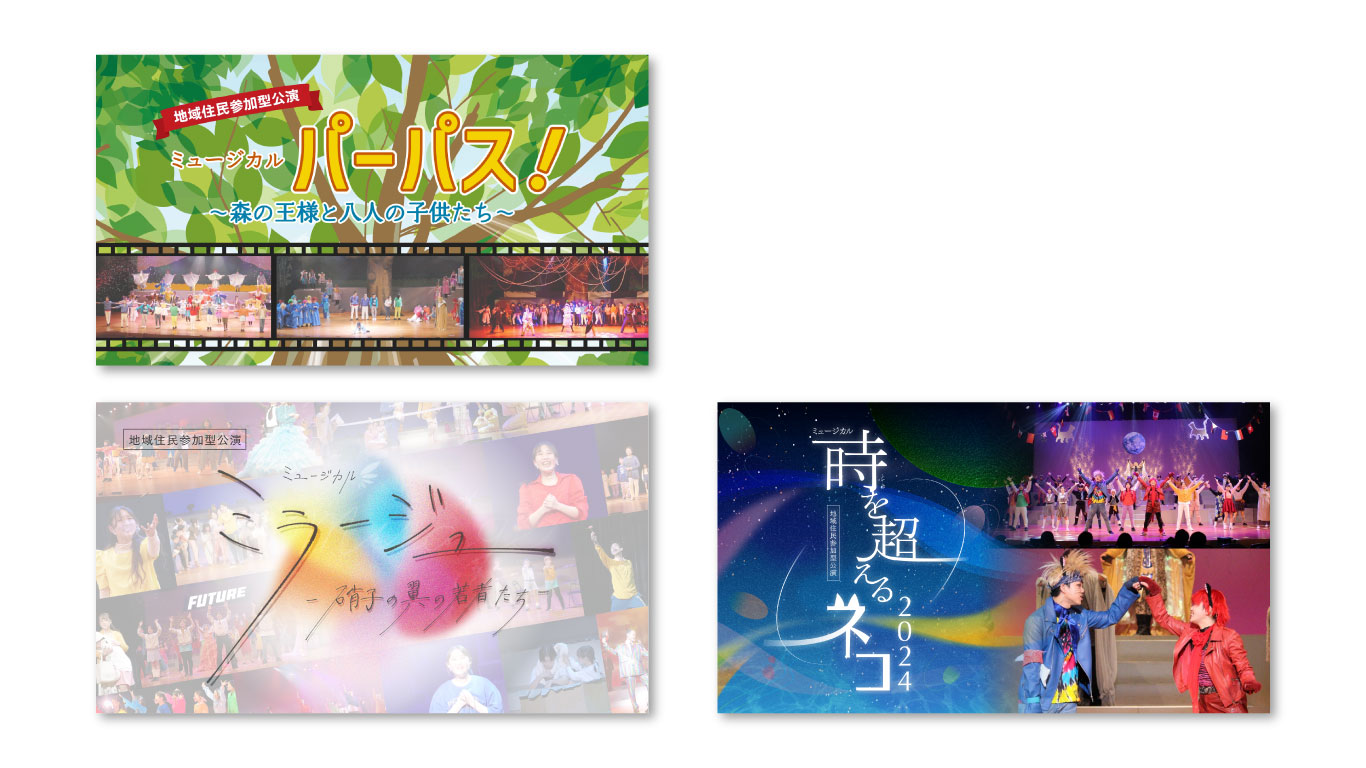 地域住民参加型公演
ミュージカル パーパス！
～森の王様と八人の子供たち～
地域住民参加型公演
ミュージカル
ミラージュ
- 硝子の翼の若者たち -
FUTURE
ミュージカル
時を超える
ネコ
2024
地域住民参加型公演